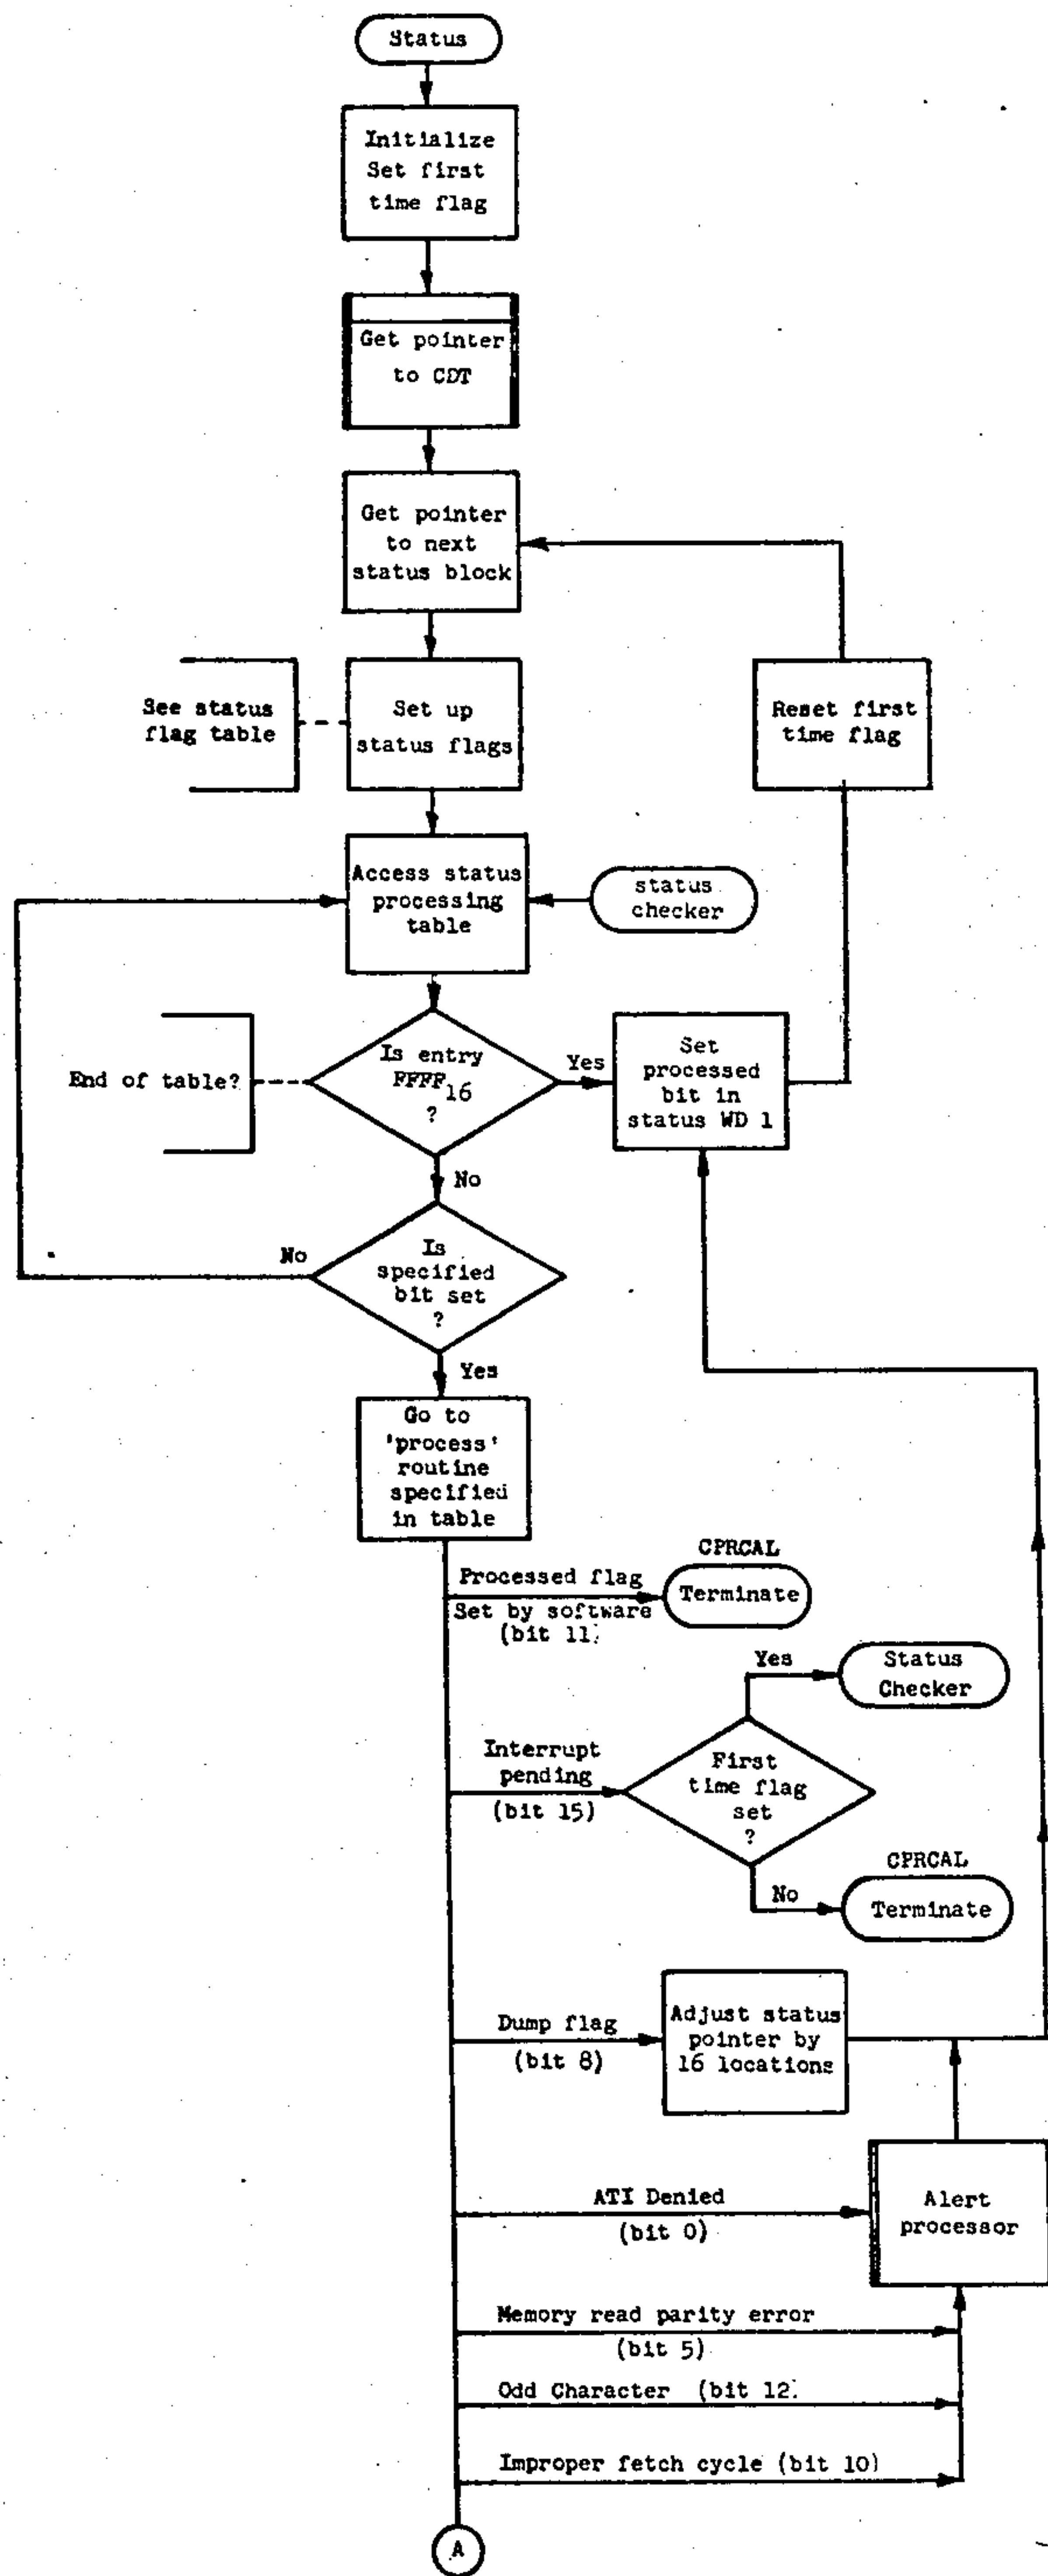 Status
Initialize
Set first
time flag
Get pointer
to CDT
Get pointer
to next
status block
See status
flag table
Set up
status flags
Reset first
time flag
Access status
processing
table
status
checker
End of table?
Is entry
FFFF16
?
Yes
Set
processed
bit in
status WD 1
No
Is
specified
bit set
?
No
Yes
Go to
'process'
routine
specified
in table
Processed flag
Set by software
(bit 11)
CPRCAL
Terminate
Interrupt
pending
(bit 15)
First
time flag
set
?
Yes
Status
Checker
No
CPRCAL
Terminate
Dump flag
(bit 8)
Adjust status
pointer by
16 locations
ATI Denied
(bit 0)
Alert
processor
Memory read parity error
(bit 5)
Odd Character (bit 12)
Improper fetch cycle (bit 10)
A